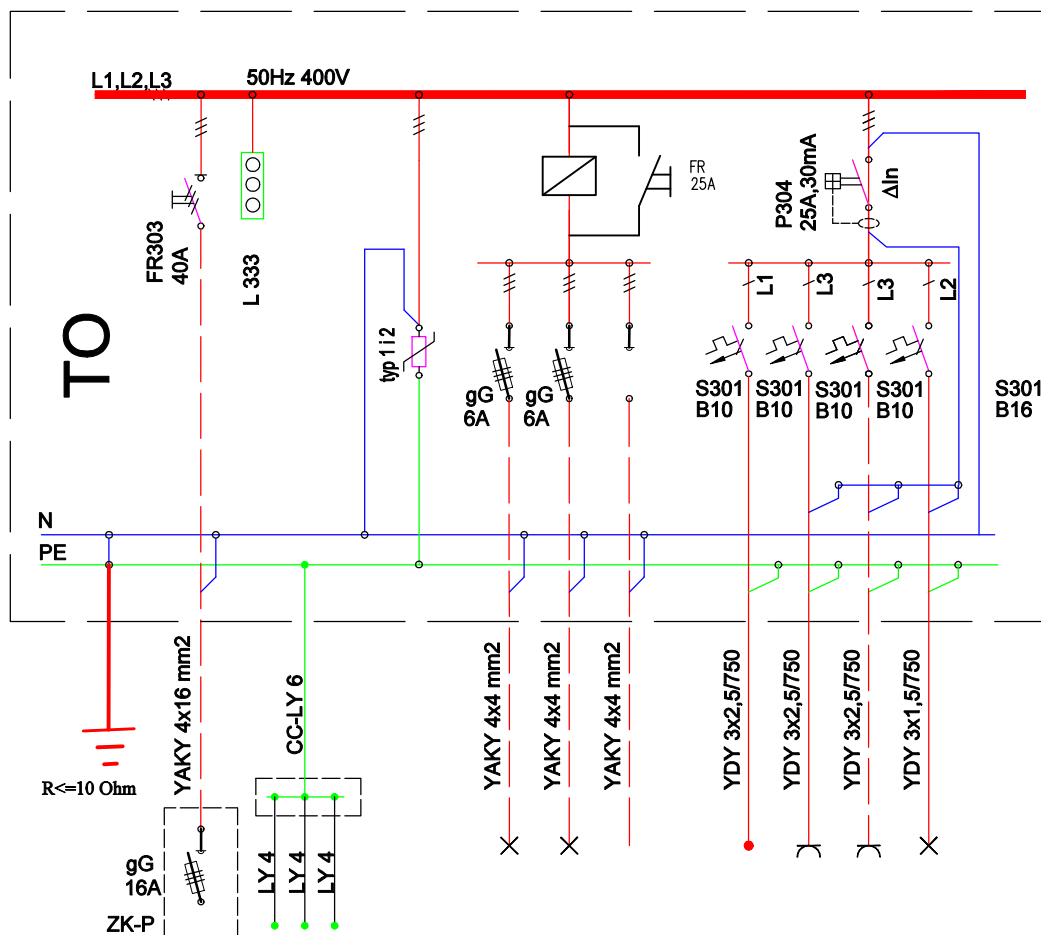 L1,L2,L3
50Hz 400V
FR303
40A
L 333
TO
typ 1 i 2
FR
25A
gG
6A
gG
6A
P304
25A,30mA
ΔIn
L1
L3
L3
L2
S301
B10
S301
B10
S301
B10
S301
B10
S301
B16
N
PE
R<=10 Ohm
YAKY 4x16 mm2
CC-LY 6
YAKY 4x4 mm2
YAKY 4x4 mm2
YAKY 4x4 mm2
YDY 3x2,5/750
YDY 3x2,5/750
YDY 3x2,5/750
YDY 3x1,5/750
gG
16A
ZK-P
LY 4
LY 4
LY 4